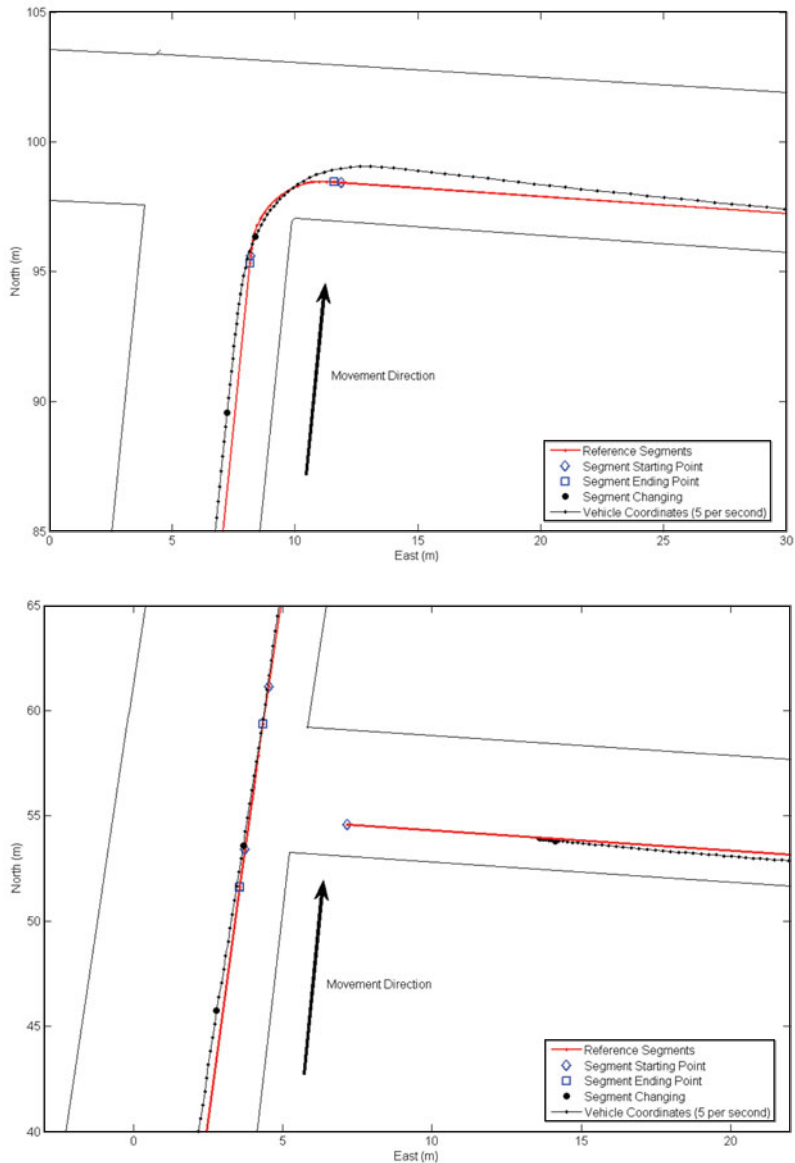 105
100
95
90
85
North (m)
0
5
10
15
20
25
30
East (m)
Movement Direction
Reference Segments
Segment Starting Point
Segment Ending Point
Segment Changing
Vehicle Coordinates (5 per second)
65
60
55
50
45
40
North (m)
0
5
10
15
20
East (m)
Movement Direction
Reference Segments
Segment Starting Point
Segment Ending Point
Segment Changing
Vehicle Coordinates (5 per second)